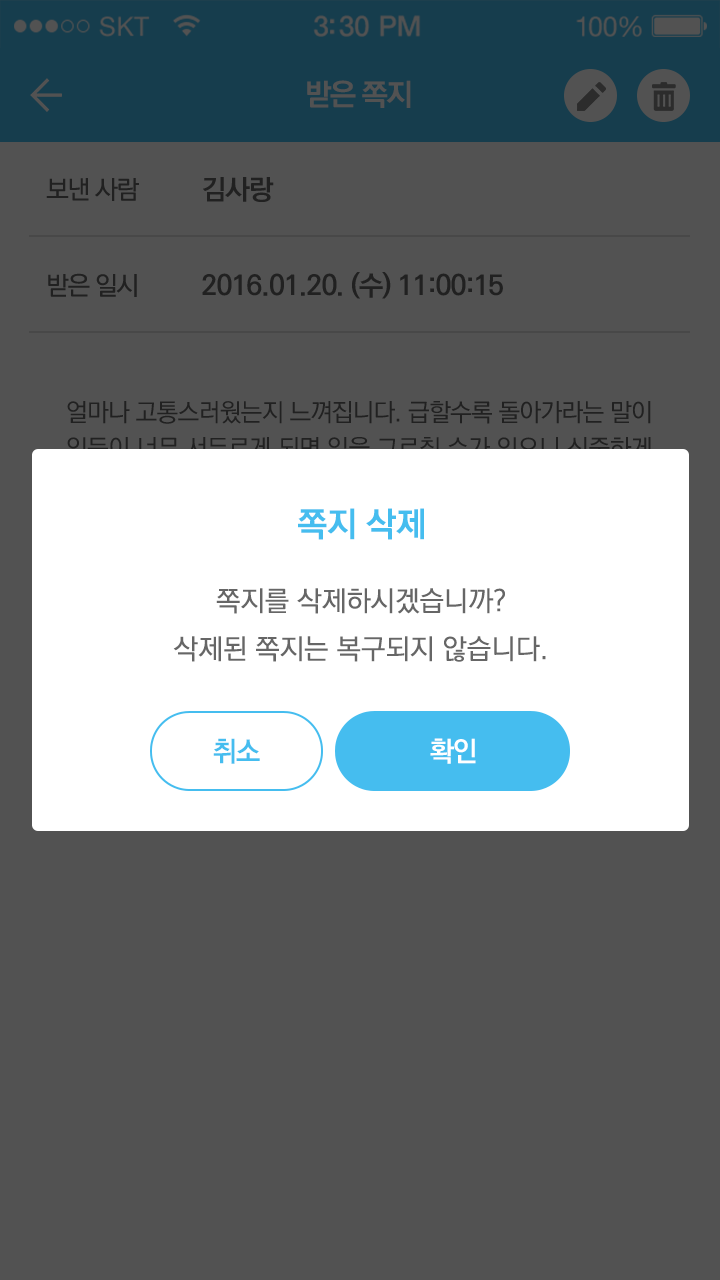 SKT 3:30 PM 100%
받은 쪽지
보낸 사람 김사랑
받은 일시 2016.01.20. (수) 11:00:15
얼마나 고통스러웠는지 느껴집니다. 급할수록 돌아가라는 말이
쪽지 삭제
쪽지를 삭제하시겠습니까?
삭제된 쪽지는 복구되지 않습니다.
취소 확인